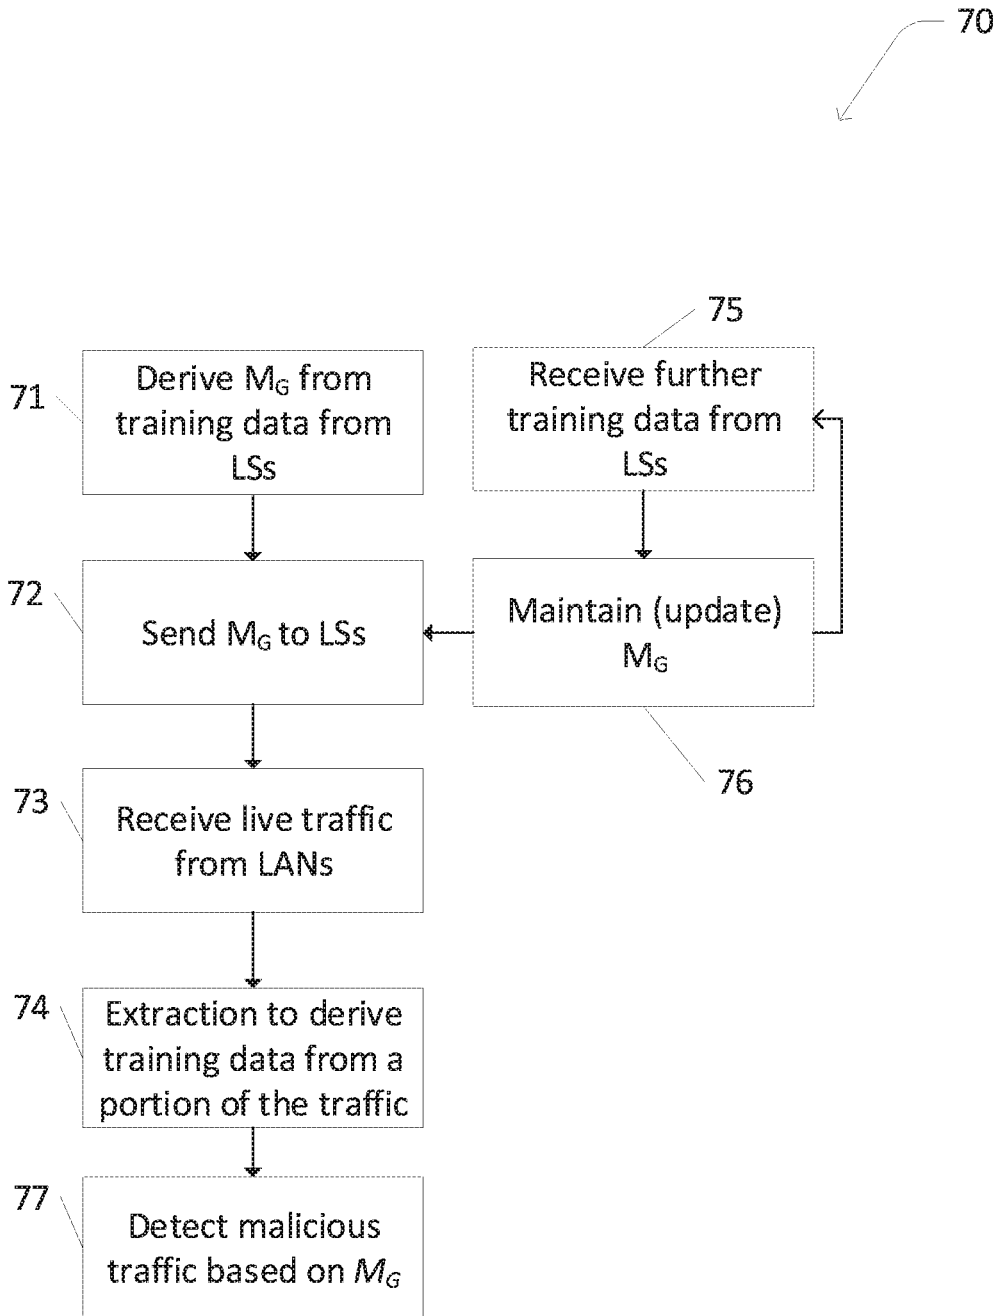 70
75
71
Derive MG from
training data from
LSs
Receive further
training data from
LSs
72
Send MG to LSs
Maintain (update)
MG
76
73
Receive live traffic
from LANs
74
Extraction to derive
training data from a
portion of the traffic
77
Detect malicious
traffic based on MG